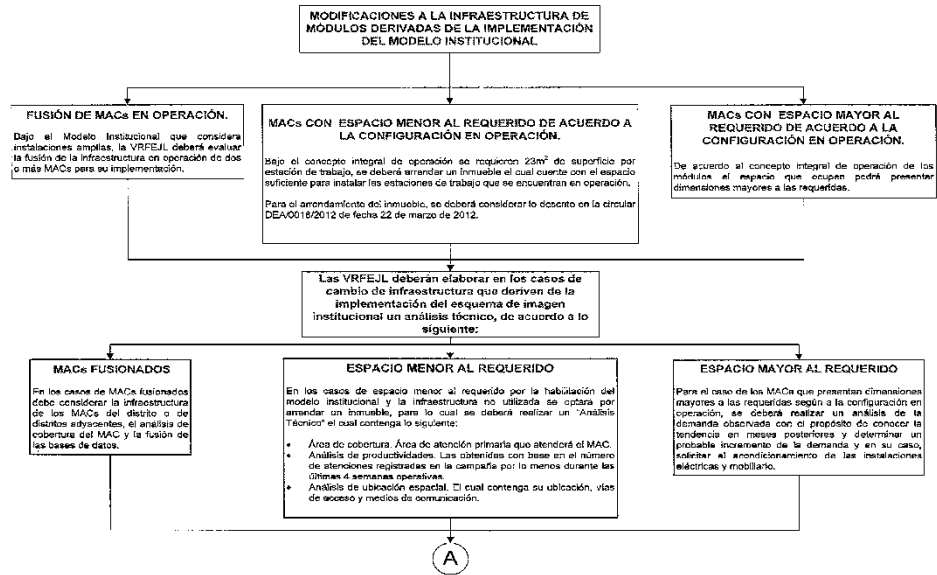 MODIFICACIONES A LA INFRAESTRUCTURA DE
MÓDULOS DERIVADAS DE LA IMPLEMENTACIÓN
DEL MODELO INSTITUCIONAL
FUSIÓN DE MACs EN OPERACIÓN.
Bajo el Modelo Institucional que considera
instalaciones amplias, la VRFEJL deberá evaluar
la fusión de la infraestructura en operación de dos
o más MACs para su implementación.
MACs CON ESPACIO MENOR AL REQUERIDO DE ACUERDO A
LA CONFIGURACIÓN EN OPERACIÓN.
Bajo el concepto integral de operación se requieren 23m² de superficie por
estación de trabajo, se deberá arrendar un inmueble el cual cuente con el espacio
suficiente para instalar las estaciones de trabajo que se encuentran en operación.
Para el arrendamiento del inmueble, se deberá considerar lo descrito en la circular
DEA/0016/2012 de fecha 22 de marzo de 2012.
MACs CON ESPACIO MAYOR AL
REQUERIDO DE ACUERDO A LA
CONFIGURACIÓN EN OPERACIÓN.
De acuerdo al concepto integral de operación de los
módulos el espacio que ocupen podrá presentar
dimensiones mayores a las requeridas.
Las VRFEJL deberán elaborar en los casos de
cambio de infraestructura que deriven de la
implementación del esquema de imagen
institucional un análisis técnico, de acuerdo a lo
siguiente:
MACs FUSIONADOS
En los casos de MACs fusionados
debe considerar la infraestructura
de los MACs del distrito o de
distritos adyacentes, el análisis de
cobertura del MAC y la fusión de
las bases de datos.
ESPACIO MENOR AL REQUERIDO
En los casos de espacio menor al requerido por la habilitación del
modelo institucional y la infraestructura no utilizada se optará por
arrendar un inmueble, para lo cual se deberá realizar un "Análisis
Técnico" el cual contenga lo siguiente:
• Área de cobertura. Área de atención primaria que atenderá el MAC.
• Análisis de productividades. Las obtenidas con base en el número
de atenciones registradas en la campaña por lo menos durante las
últimas 4 semanas operativas.
• Análisis de ubicación espacial. El cual contenga su ubicación, vías
de acceso y medios de comunicación.
ESPACIO MAYOR AL REQUERIDO
Para el caso de los MACs que presentan dimensiones
mayores a las requeridas según a la configuración en
operación, se deberá realizar un análisis de la
demanda observada con el propósito de conocer la
tendencia en meses posteriores y determinar un
probable incremento de la demanda y en su caso,
solicitar el acondicionamiento de las instalaciones
eléctricas y mobiliario.
A